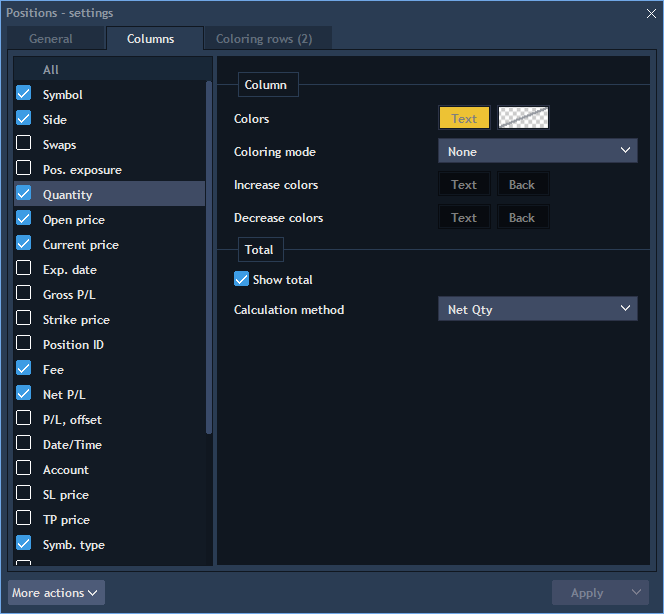 Positions - settings
General
Columns
Coloring rows (2)
All
Symbol
Side
Swaps
Pos. exposure
Quantity
Open price
Current price
Exp. date
Gross P/L
Strike price
Position ID
Fee
Net P/L
P/L, offset
Date/Time
Account
SL price
TP price
Symb. type
Column
Colors Text
Coloring mode None
Increase colors Text Back
Decrease colors Text Back
Total
Show total
Calculation method Net Qty
More actions
Apply